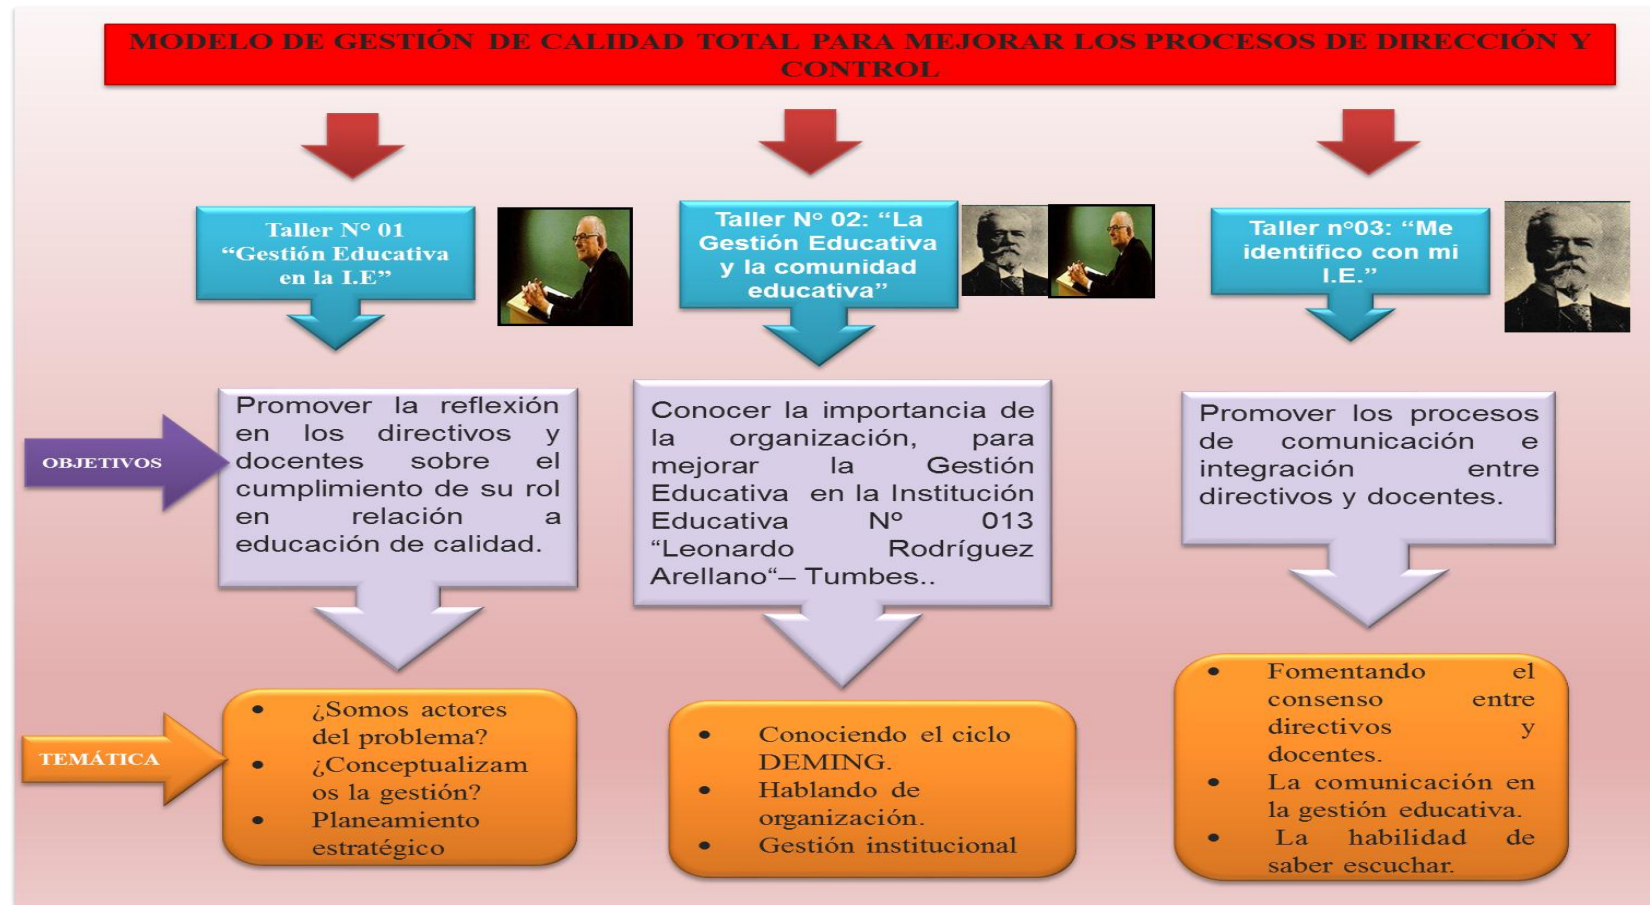 MODELO DE GESTIÓN DE CALIDAD TOTAL PARA MEJORAR LOS PROCESOS DE DIRECCIÓN Y
CONTROL
Taller N° 01
“Gestión Educativa
en la I.E”
Taller N° 02: “La
Gestión Educativa
y la comunidad
educativa”
Taller n°03: “Me
identifico con mi
I.E.”
OBJETIVOS
Promover la reflexión
en los directivos y
docentes sobre el
cumplimiento de su rol
en relación a
educación de calidad.
Conocer la importancia de
la organización, para
mejorar la Gestión
Educativa en la Institución
Educativa Nº 013
“Leonardo Rodríguez
Arellano“– Tumbes..
Promover los procesos
de comunicación e
integración entre
directivos y docentes.
TEMÁTICA
• ¿Somos actores
del problema?
• ¿Conceptualizam
os la gestión?
• Planeamiento
estratégico
• Conociendo el ciclo
DEMING.
• Hablando de
organización.
• Gestión institucional
• Fomentando el
consenso entre
directivos y
docentes.
• La comunicación en
la gestión educativa.
• La habilidad de
saber escuchar.